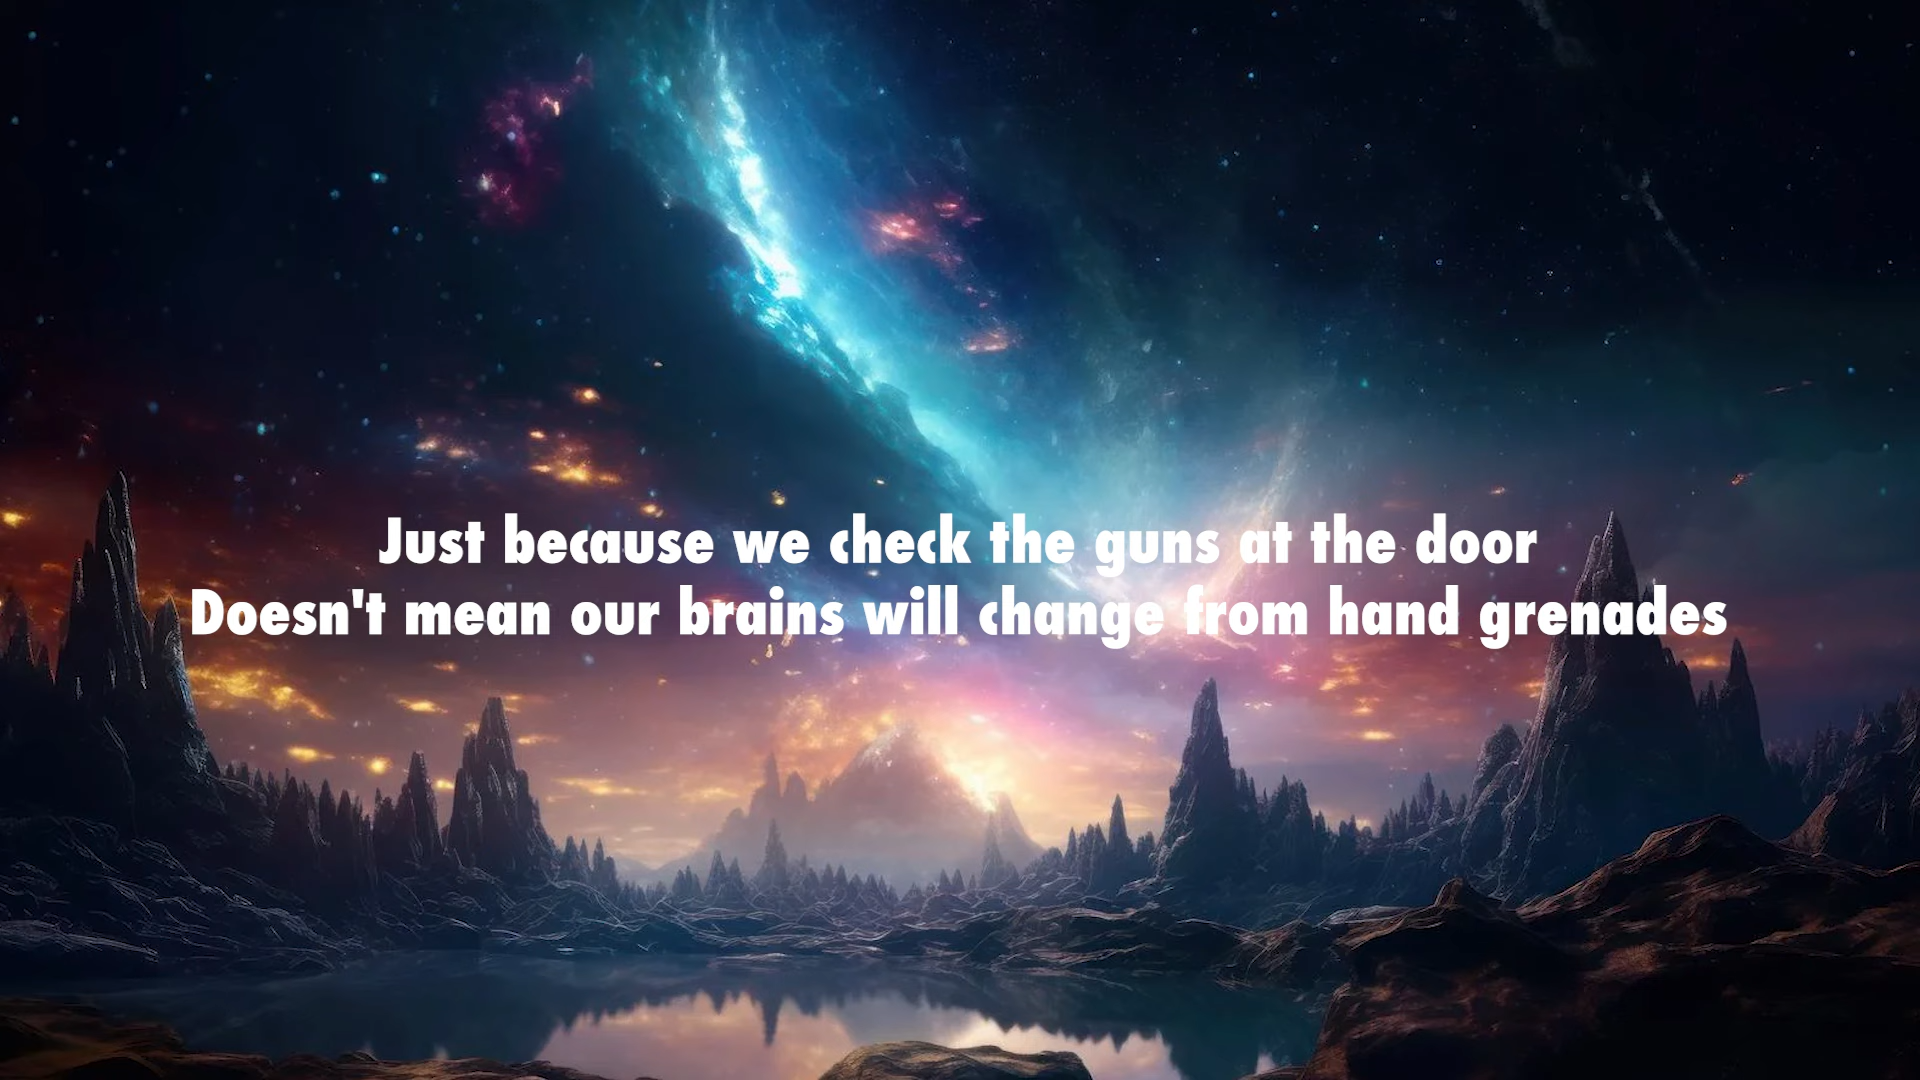 Just because we check the guns at the door
Doesn't mean our brains will change from hand grenades